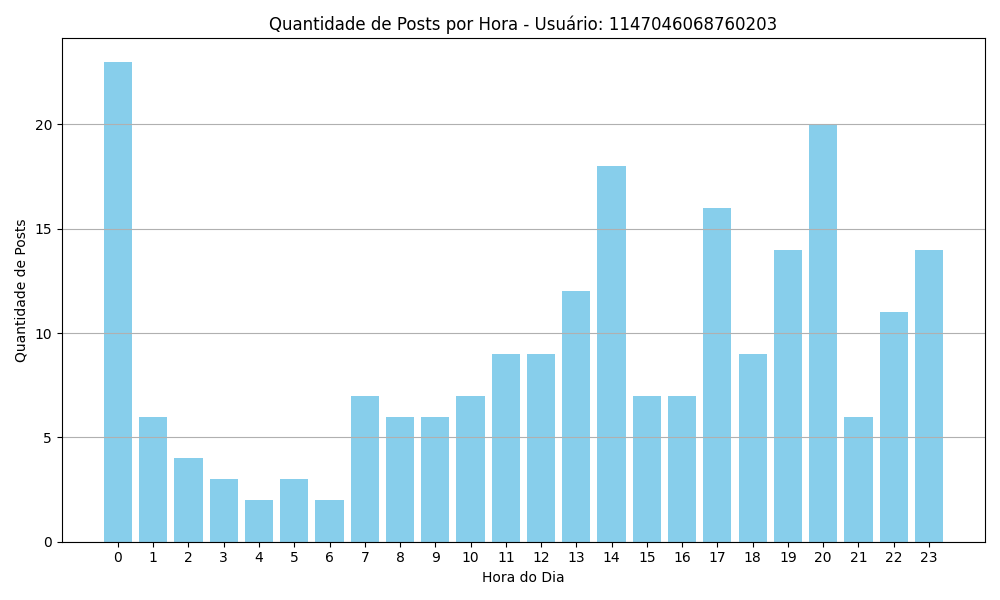 Quantidade de Posts por Hora - Usuário: 1147046068760203
Quantidade de Posts
20
15
10
5
0
0 1 2 3 4 5 6 7 8 9 10 11 12 13 14 15 16 17 18 19 20 21 22 23
Hora do Dia